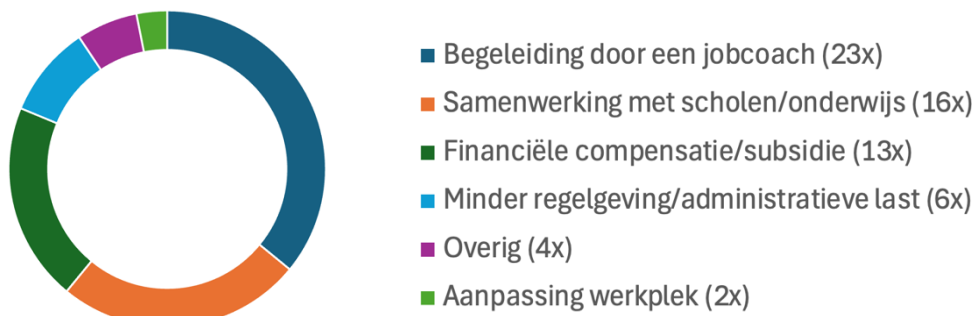 Begeleiding door een jobcoach (23x)
Samenwerking met scholen/onderwijs (16x)
Financiële compensatie/subsidie (13x)
Minder regelgeving/administratieve last (6x)
Overig (4x)
Aanpassing werkplek (2x)